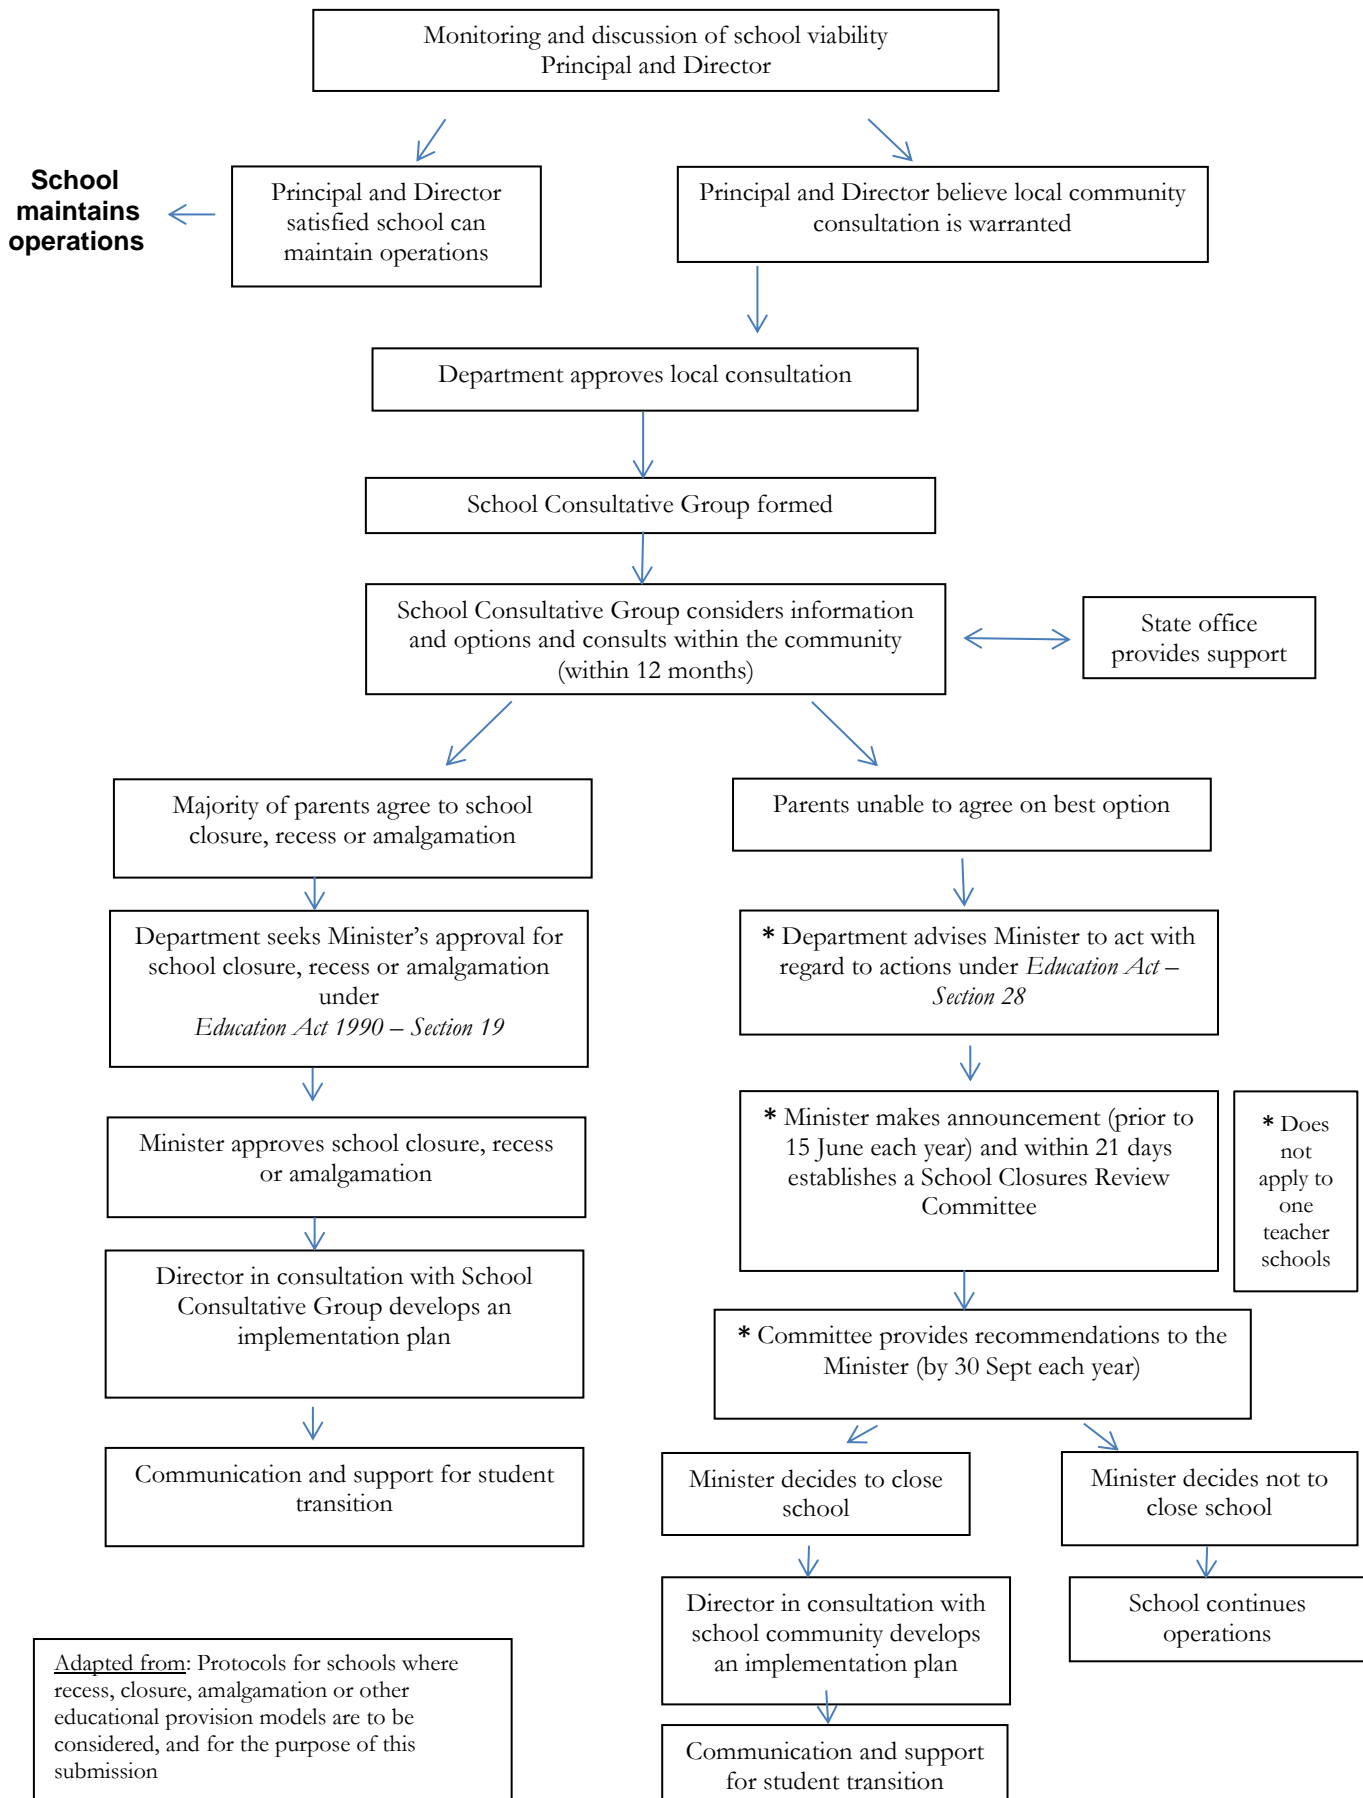 Monitoring and discussion of school viability
Principal and Director
School
maintains
operations
Principal and Director
satisfied school can
maintain operations
Principal and Director believe local community
consultation is warranted
Department approves local consultation
School Consultative Group formed
School Consultative Group considers information
and options and consults within the community
(within 12 months)
State office
provides support
Majority of parents agree to school
closure, recess or amalgamation
Parents unable to agree on best option
Department seeks Minister’s approval for
school closure, recess or amalgamation
under
Education Act 1990 – Section 19
* Department advises Minister to act with
regard to actions under Education Act –
Section 28
Minister approves school closure, recess
or amalgamation
* Minister makes announcement (prior to
15 June each year) and within 21 days
establishes a School Closures Review
Committee
* Does
not
apply to
one
teacher
schools
Director in consultation with School
Consultative Group develops an
implementation plan
* Committee provides recommendations to the
Minister (by 30 Sept each year)
Communication and support for student
transition
Minister decides to close
school
Minister decides not to
close school
Director in consultation with
school community develops
an implementation plan
School continues
operations
Adapted from: Protocols for schools where
recess, closure, amalgamation or other
educational provision models are to be
considered, and for the purpose of this
submission
Communication and support
for student transition